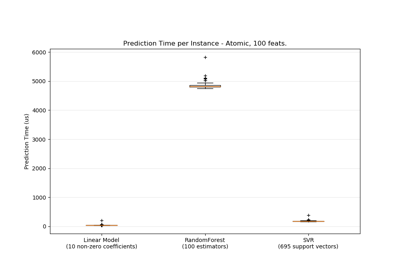 Prediction Time per Instance - Atomic, 100 feats.
6000
5000
4000
3000
2000
1000
0
Prediction Time (us)
Linear Model
(10 non-zero coefficients)
RandomForest
(100 estimators)
SVR
(695 support vectors)